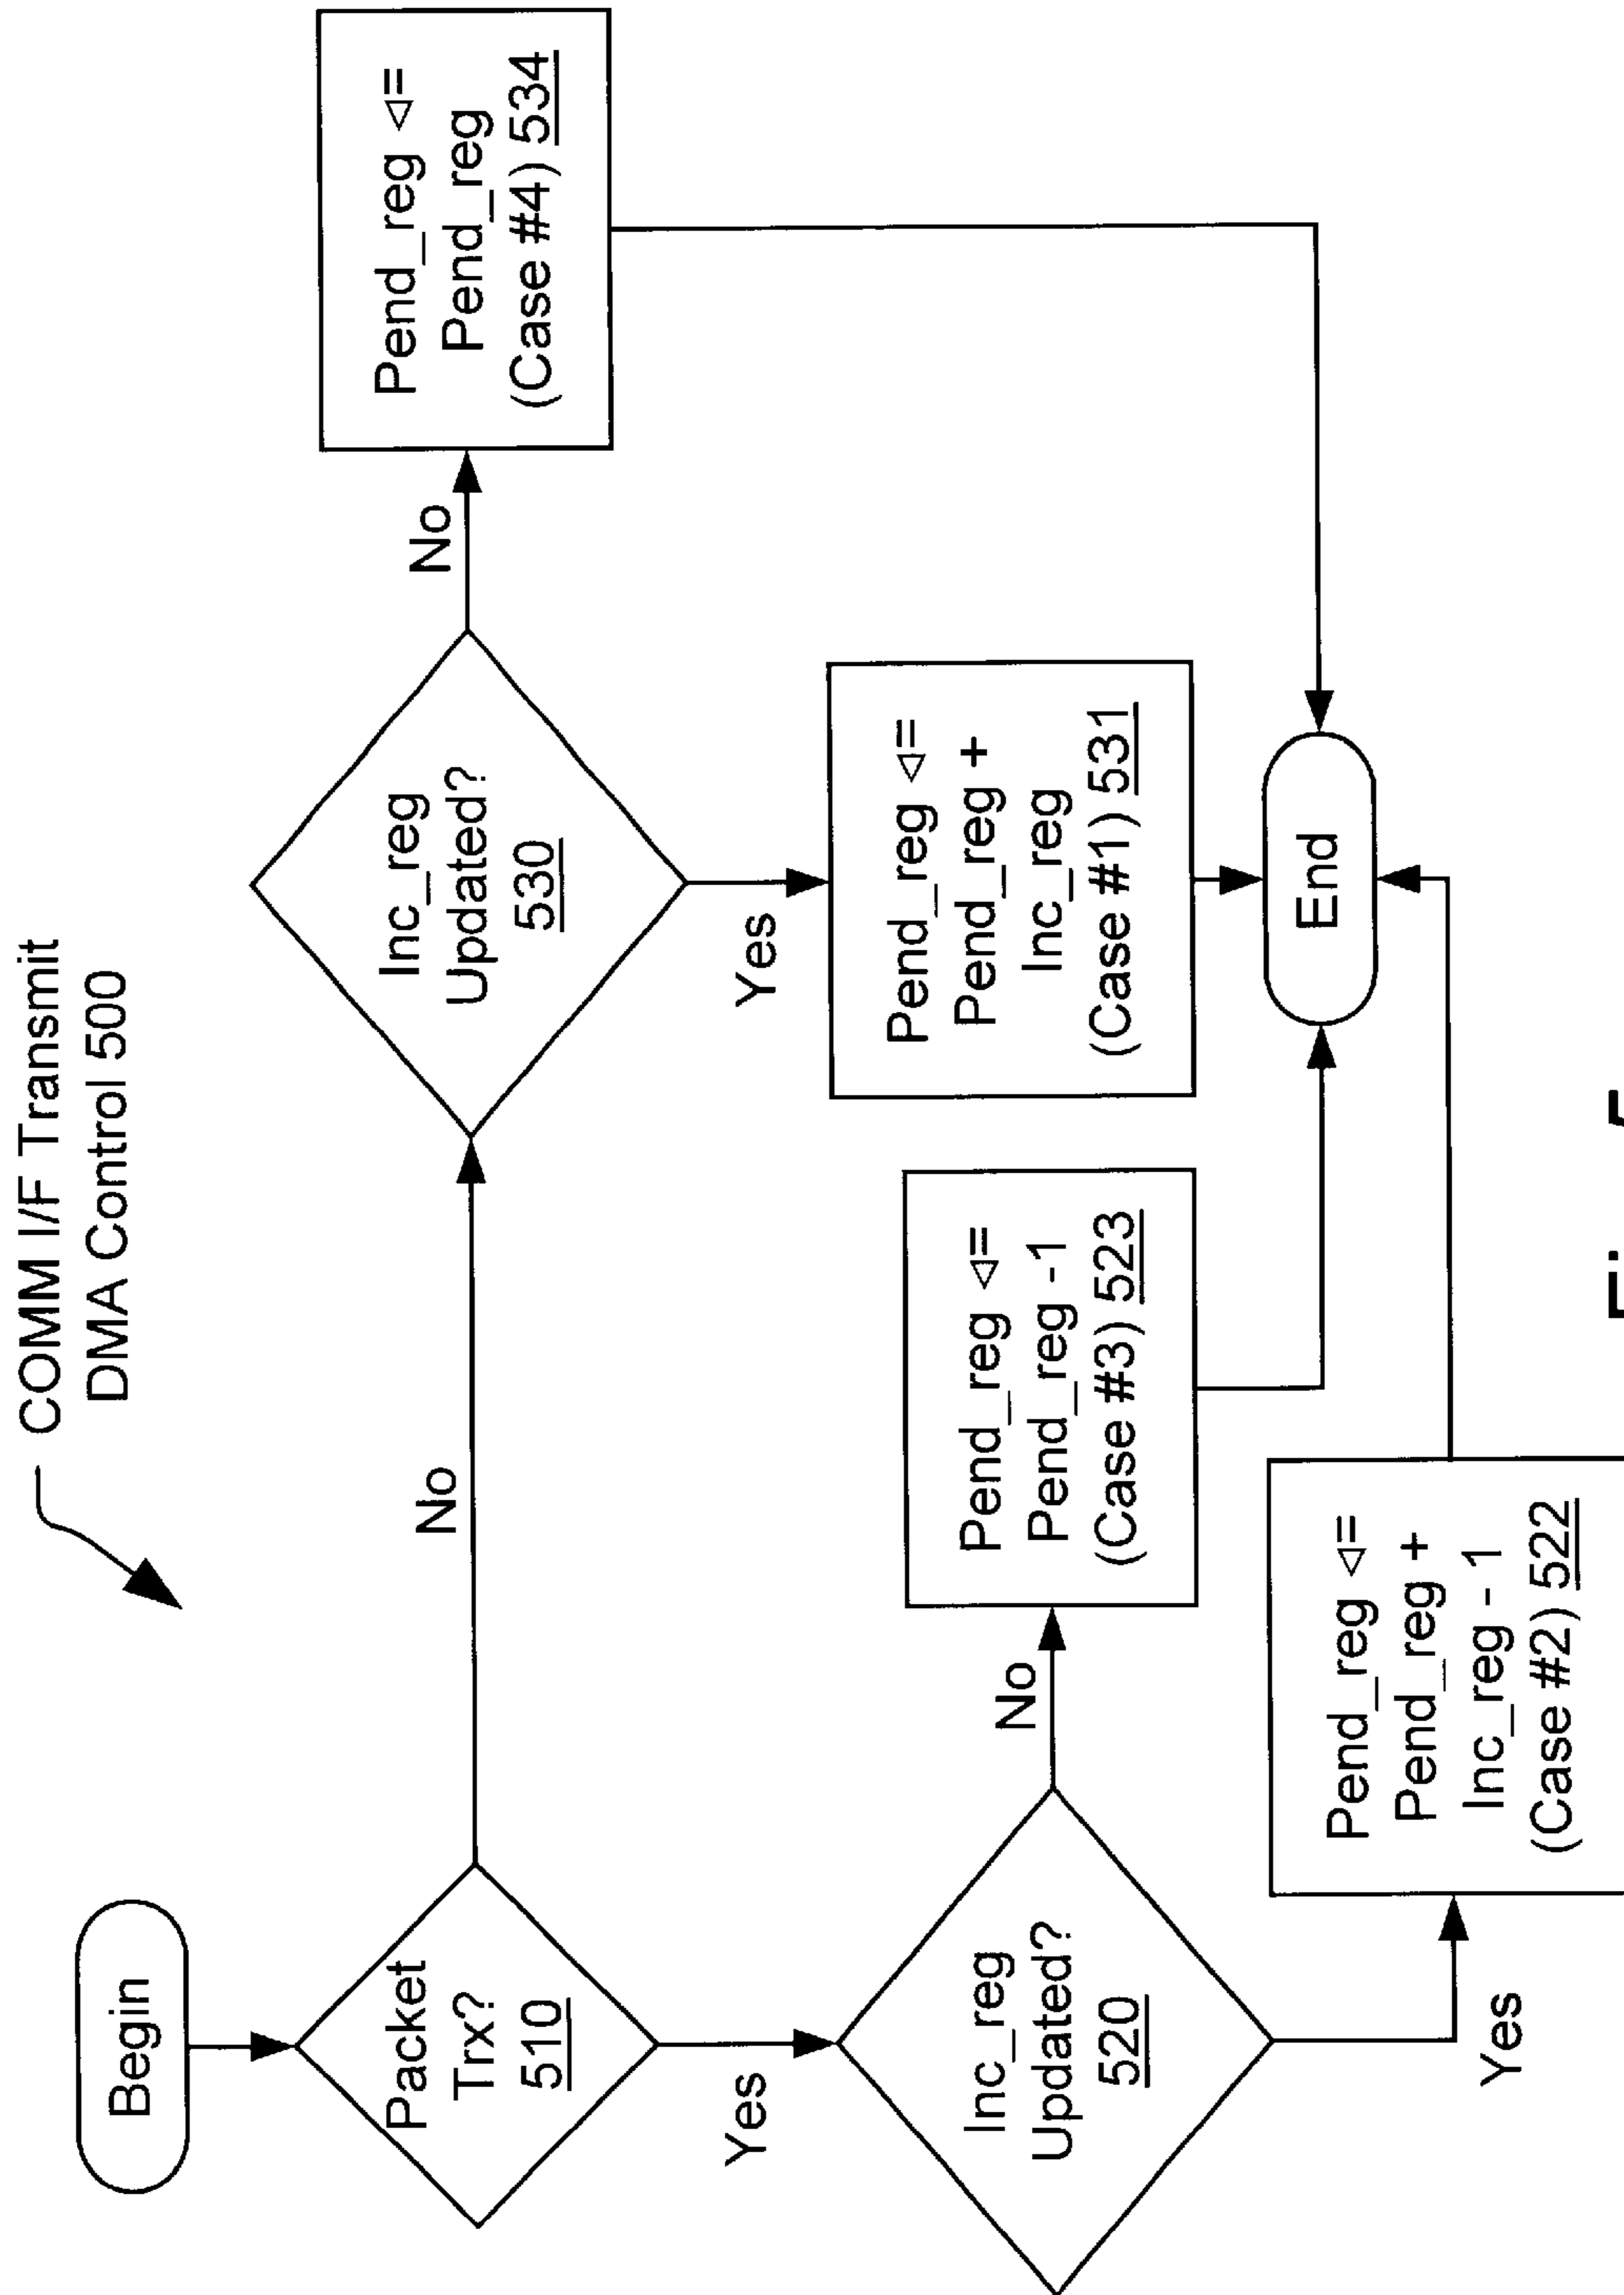 COMM I/F Transmit
DMA Control 500
Begin
Packet
Trx?
510
No
Yes
Inc_reg
Updated?
530
No
Yes
Pend_reg <=
Pend_reg
(Case #4) 534
Pend_reg <=
Pend_reg +
Inc_reg
(Case #1) 531
Inc_reg
Updated?
520
No
Yes
Pend_reg <=
Pend_reg -1
(Case #3) 523
Pend_reg <=
Pend_reg +
Inc_reg - 1
(Case #2) 522
End